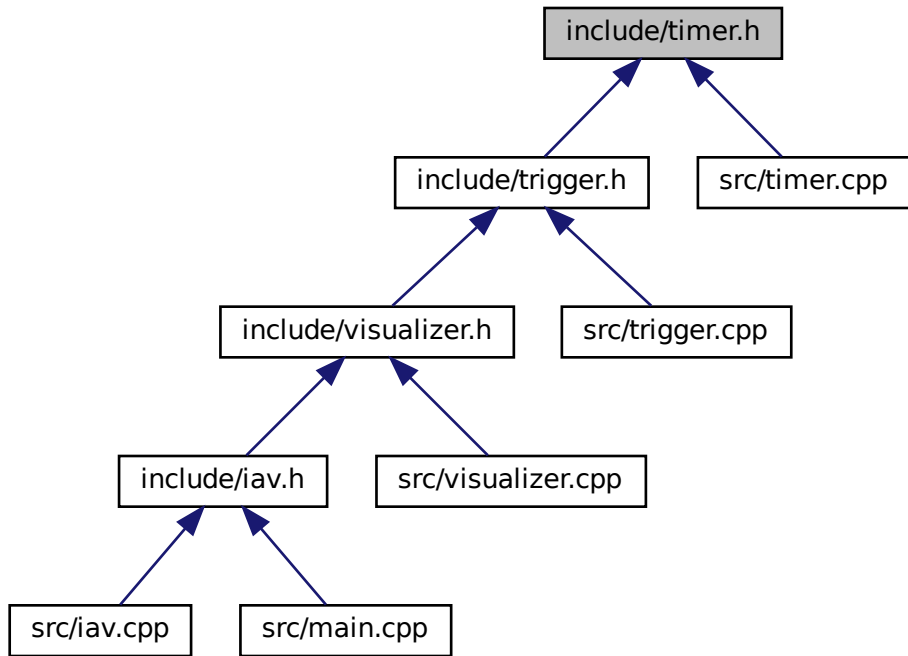 include/timer.h
include/trigger.h
src/timer.cpp
include/visualizer.h
src/trigger.cpp
include/iav.h
src/visualizer.cpp
src/iav.cpp
src/main.cpp